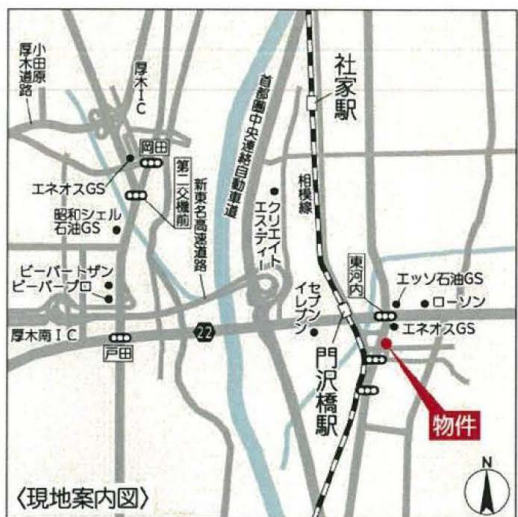 小田原
厚木道路
厚木IC
岡田
エネオスGS
第二交機前
昭和シェル
石油GS
新東名高速道路
首都圏中央連絡自動車道
社家駅
相模線
クリエイト
エス・ディー
ビーバートザン
ビーバープロ
セブン
イレブン
東河内
エッソ石油GS
ローソン
厚木南IC
22
戸田
エネオスGS
門沢橋駅
物件
N
〈現地案内図〉